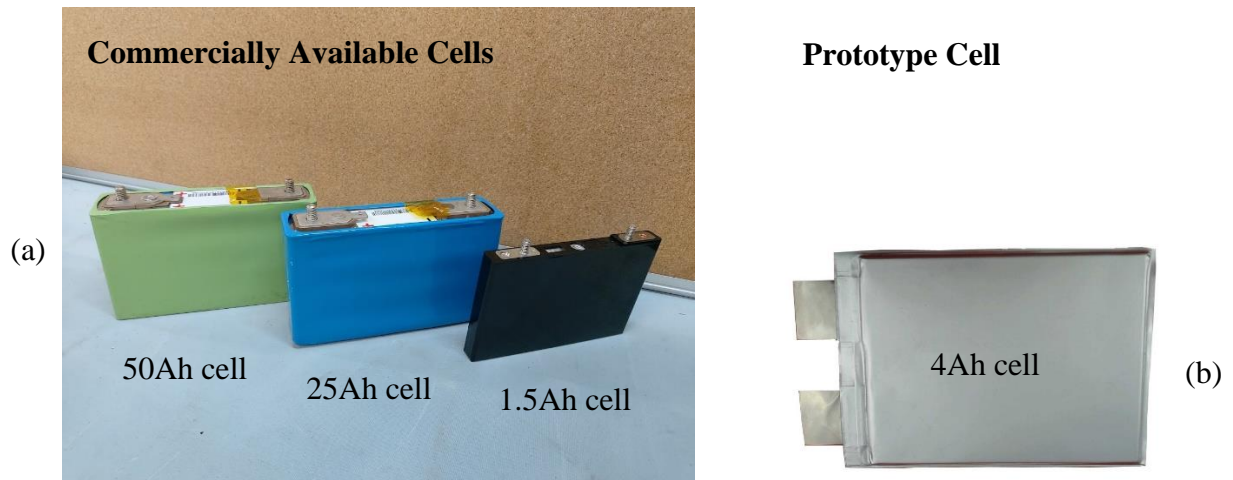 Commercially Available Cells
Prototype Cell
(a)
50Ah cell
25Ah cell
1.5Ah cell
4Ah cell
(b)